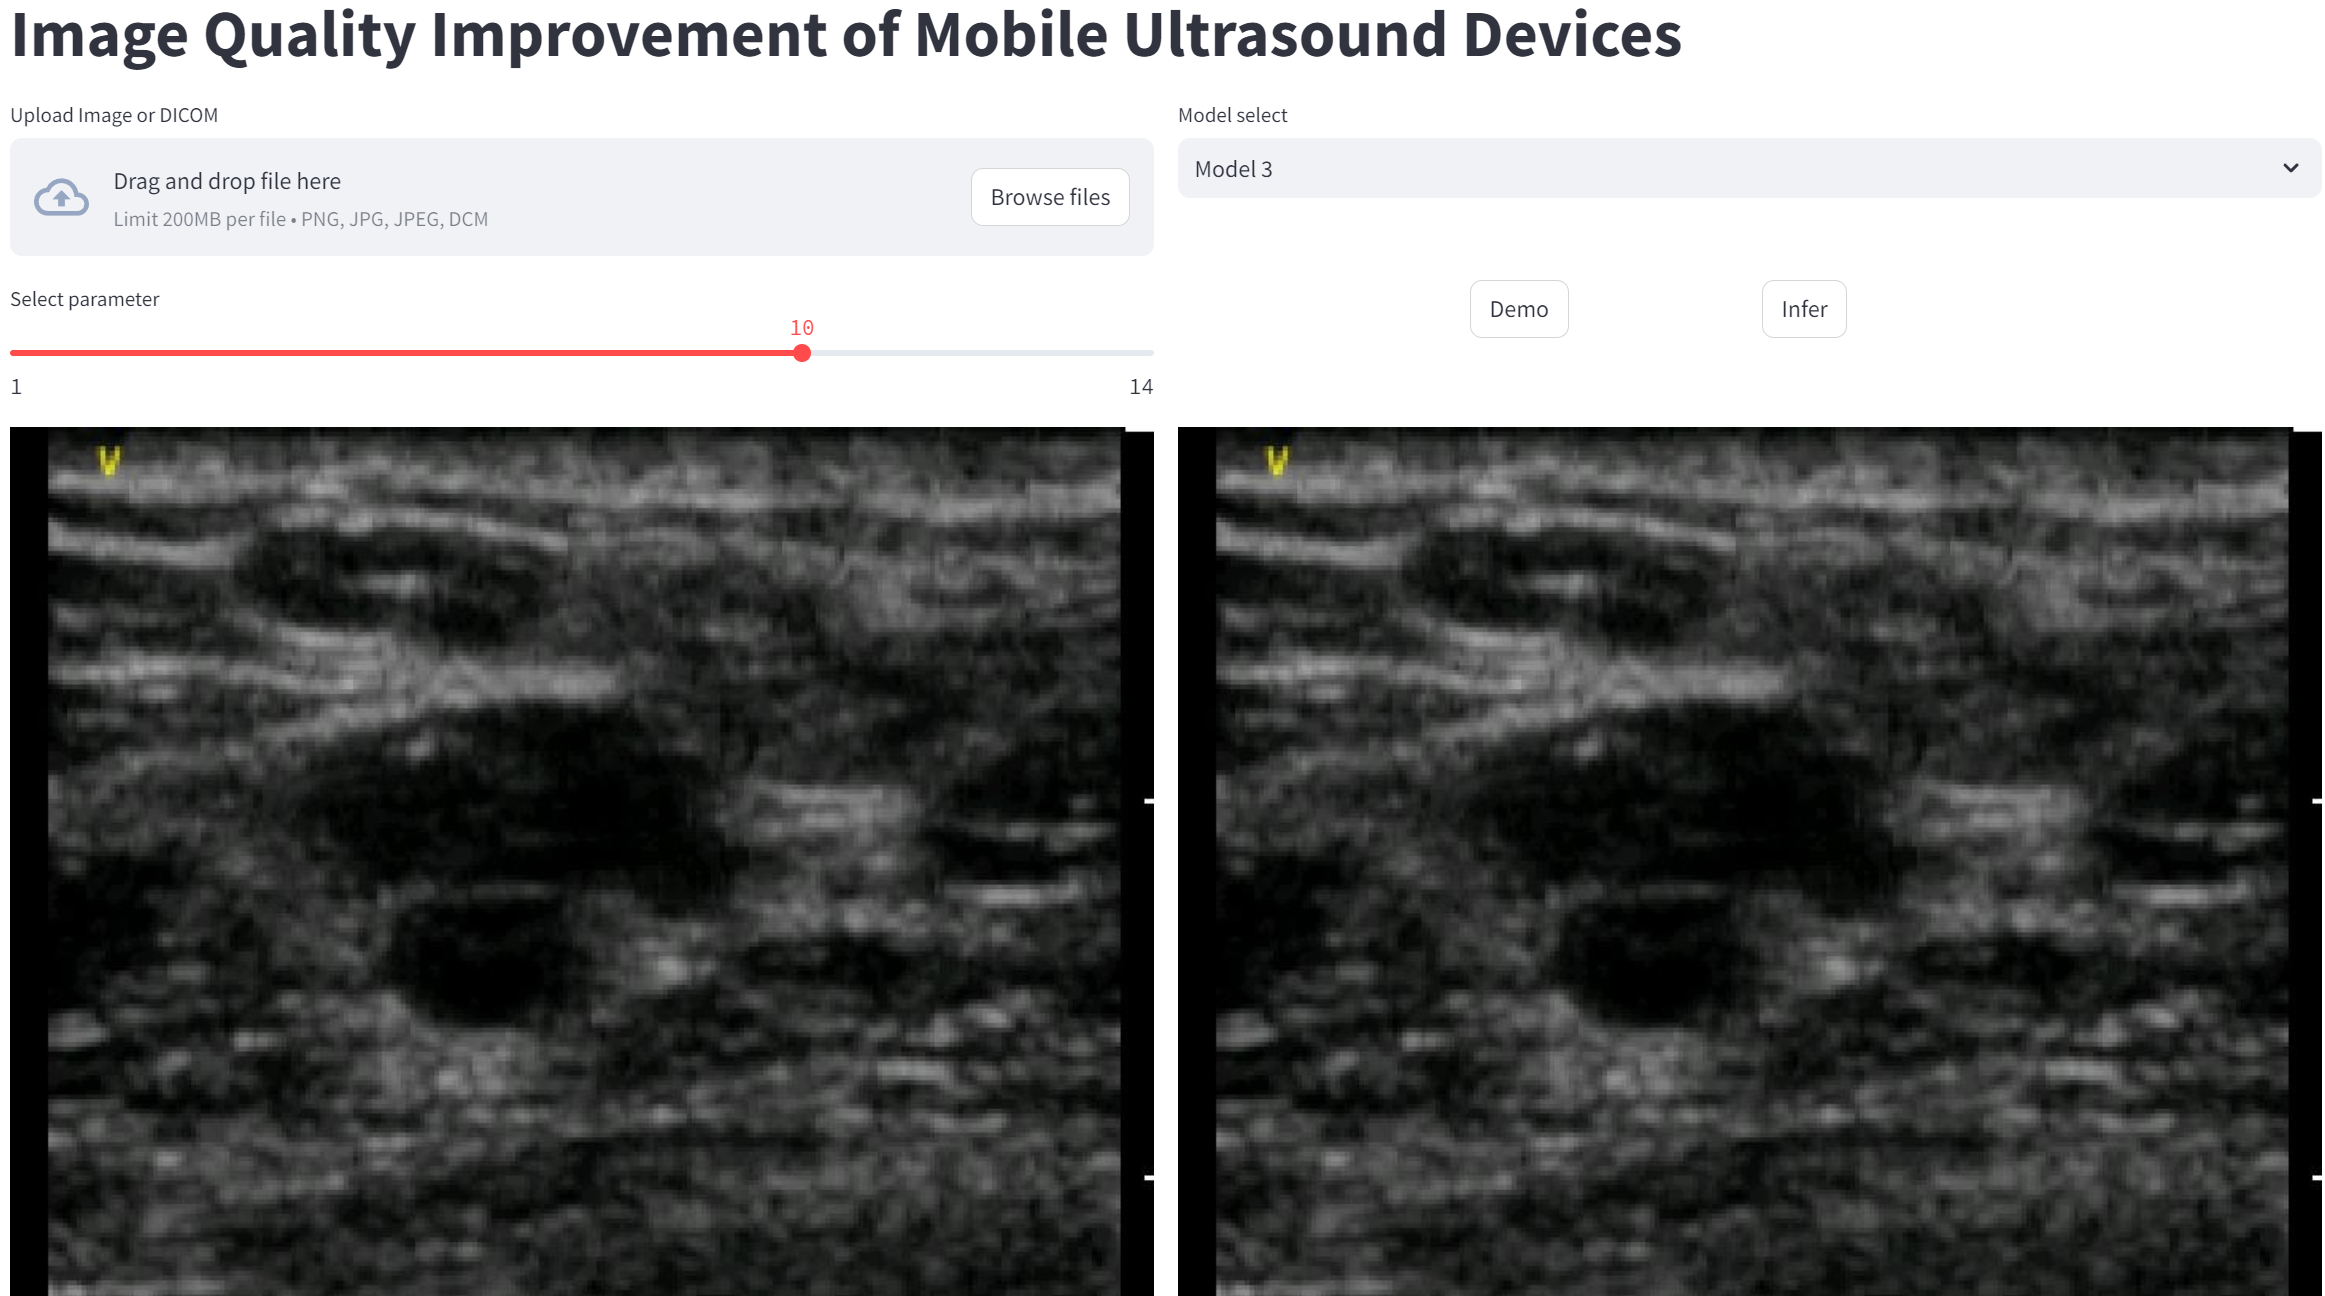 Image Quality Improvement of Mobile Ultrasound Devices
Upload Image or DICOM
Drag and drop file here
Limit 200MB per file • PNG, JPG, JPEG, DCM
Browse files
Model select
Model 3
Select parameter
10
1
14
Demo
Infer
V
V